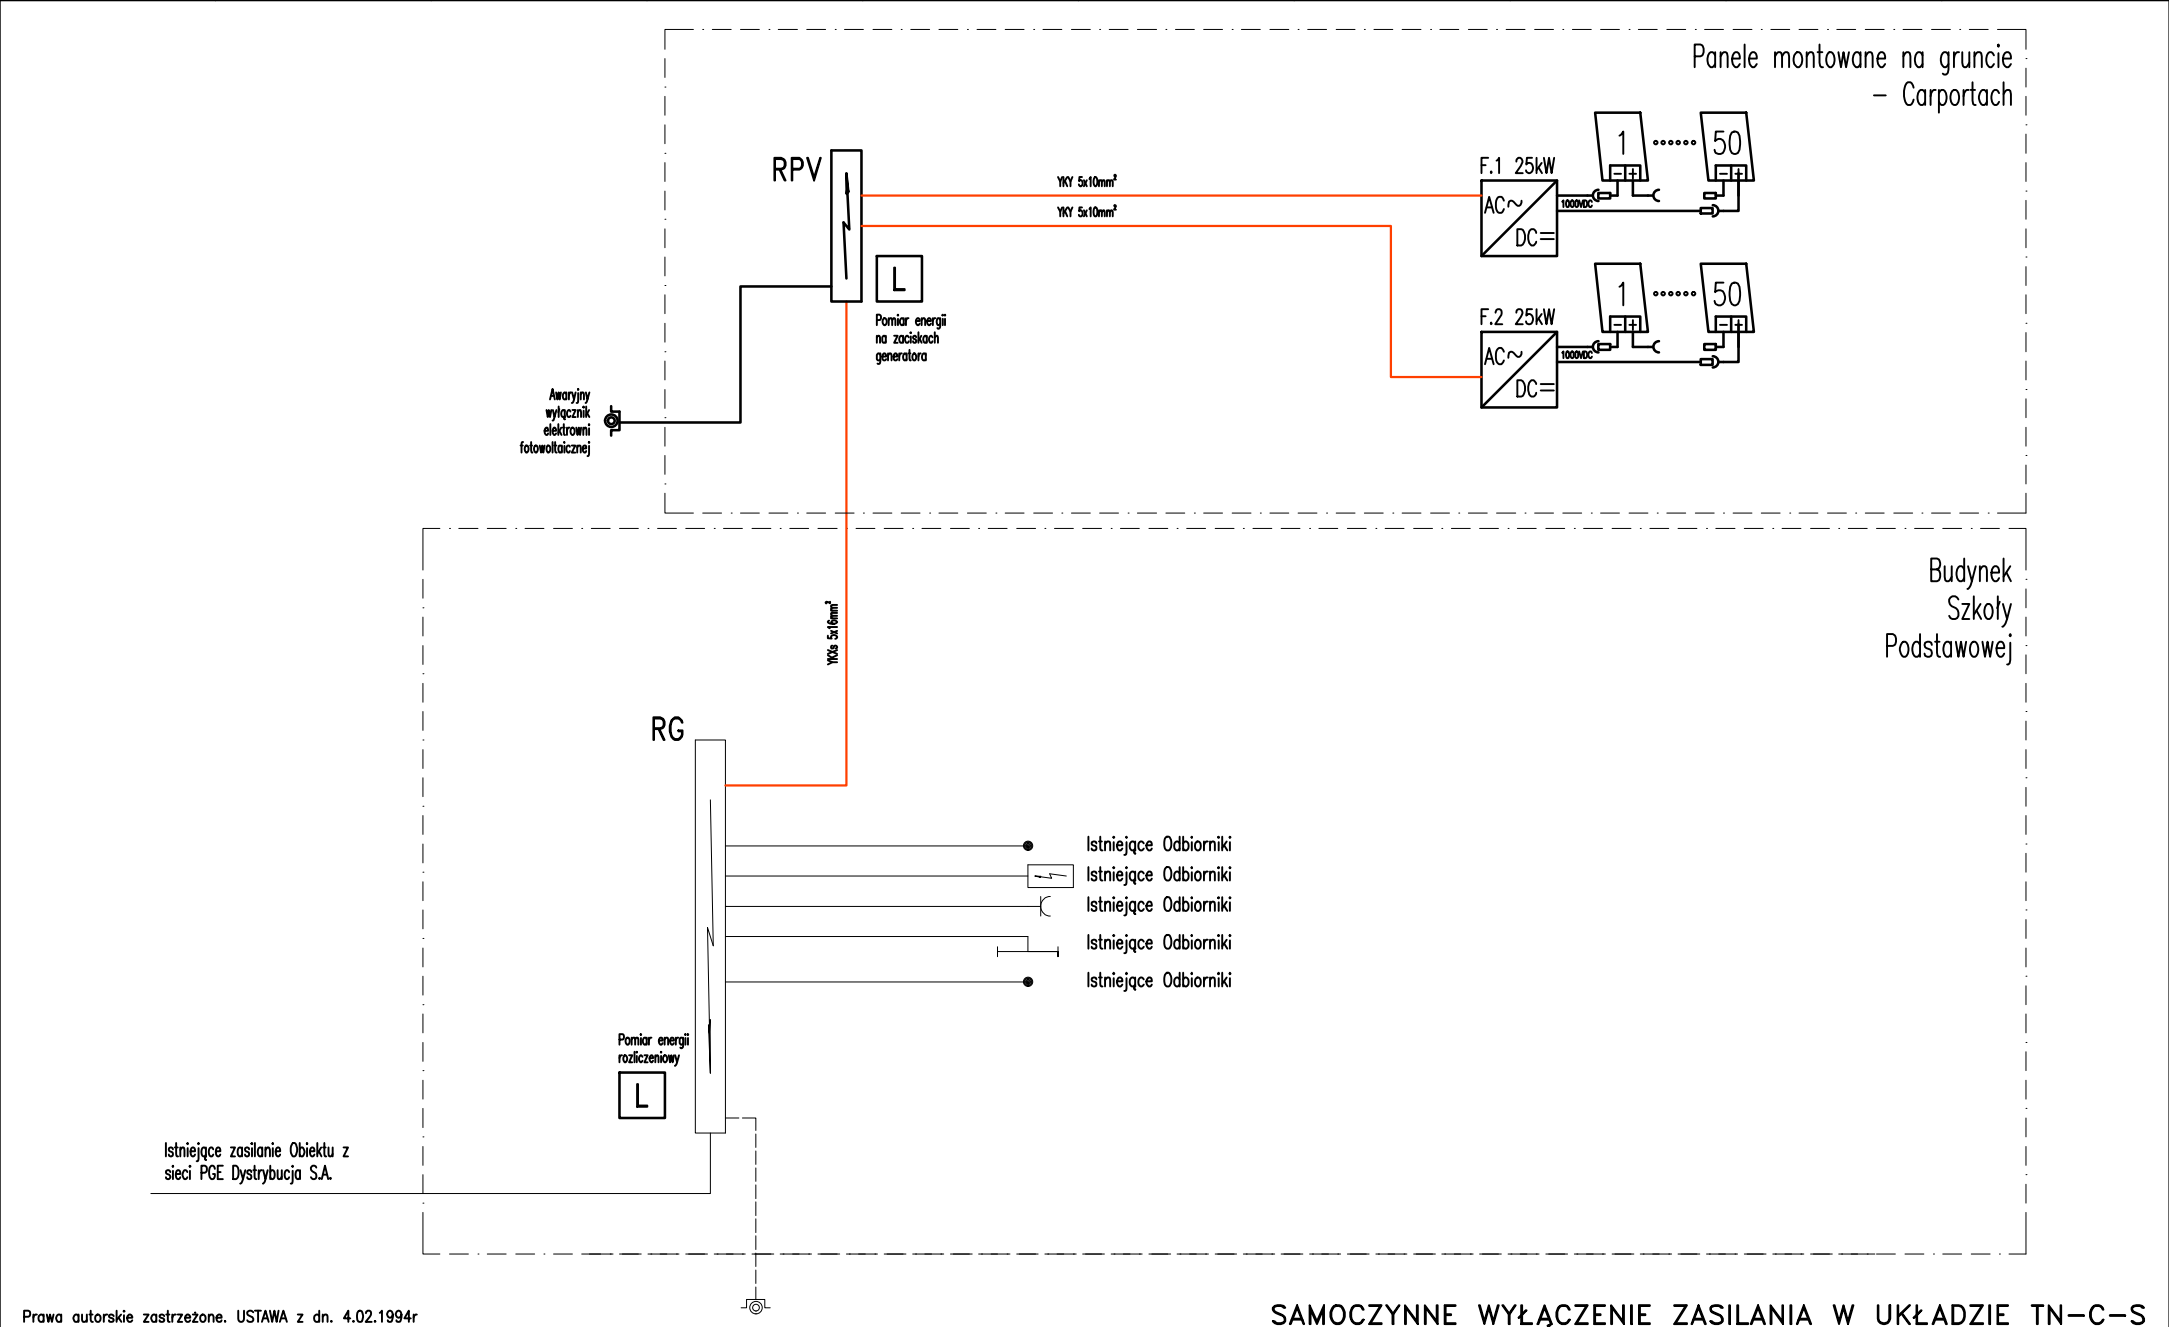 Panele montowane na gruncie
- Carportach
RPV
YKY 5x10mm²
YKY 5x10mm²
F.1 25kW
AC~
DC=
1000VDC
1
50
- +
- +
L
Pomiar energii
na zaciskach
generatora
F.2 25kW
AC~
DC=
1000VDC
1
50
- +
- +
Awaryjny
wyłącznik
elektrowni
fotowoltaicznej
Budynek
Szkoły
Podstawowej
YKXs 5x16mm²
RG
Istniejące Odbiorniki
Istniejące Odbiorniki
Istniejące Odbiorniki
Istniejące Odbiorniki
Istniejące Odbiorniki
Pomiar energii
rozliczeniowy
L
Istniejące zasilanie Obiektu z
sieci PGE Dystrybucja S.A.
Prawa autorskie zastrzeżone. USTAWA z dn. 4.02.1994r
SAMOCZYNNE WYŁĄCZENIE ZASILANIA W UKŁADZIE TN-C-S